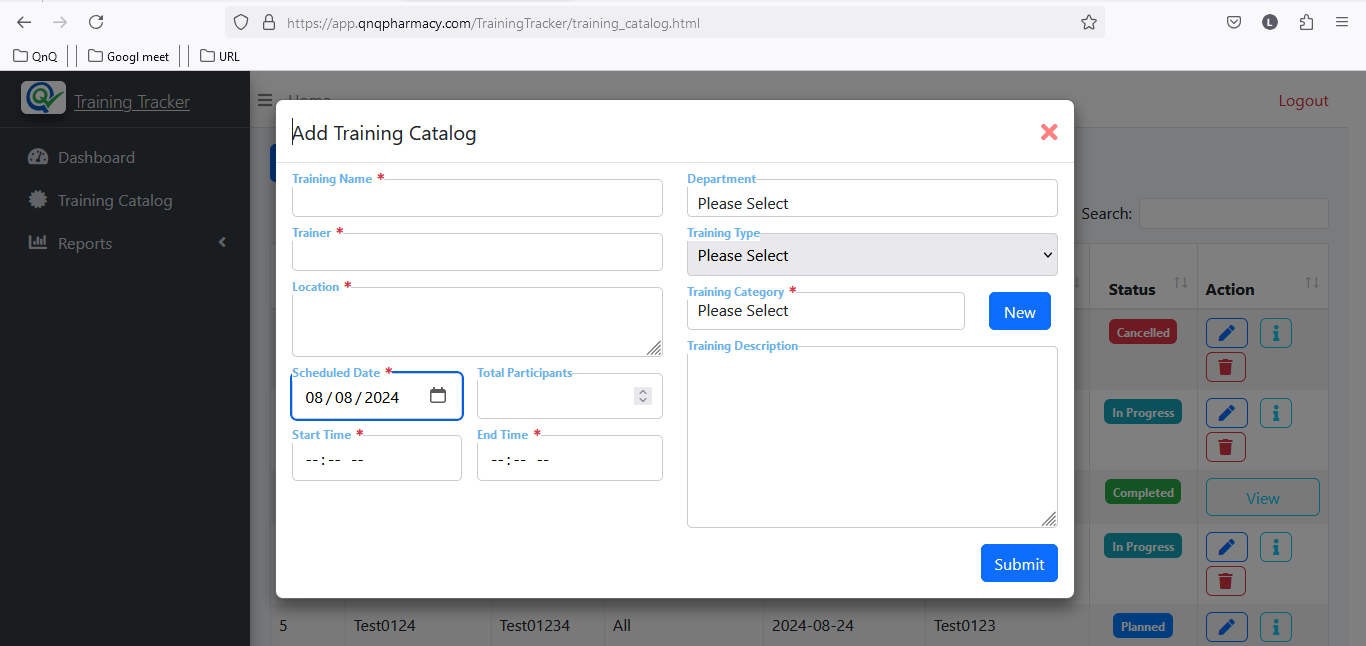 https://app.qnqpharmacy.com/TrainingTracker/training_catalog.html
L
QnQ
Googl meet
URL
Training Tracker
Home
Logout
Dashboard
Training Catalog
Reports
Add Training Catalog
Training Name *
Department
Please Select
Trainer *
Training Type
Please Select
Location *
Training Category *
Please Select
New
Training Description
Scheduled Date *
08/08/2024
Total Participants
Start Time *
--:-- --
End Time *
--:-- --
Submit
Search:
Status
Action
Cancelled
In Progress
Completed
View
In Progress
5 Test0124 Test01234 All 2024-08-24 Test0123 Planned